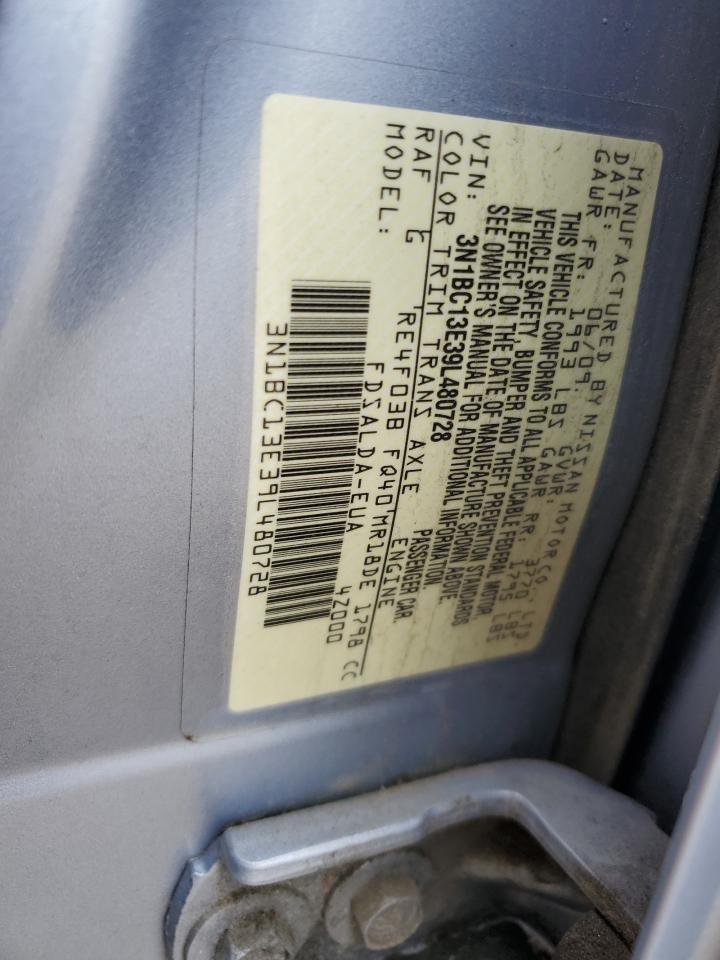 MANUFACTURED BY NISSAN MOTOR CO., LTD.
DATE: 06/09. GVWR: 3770 LBS
GAWR FR: 1993 LBS GAWR RR: 1795 LBS
THIS VEHICLE CONFORMS TO ALL APPLICABLE FEDERAL MOTOR
VEHICLE SAFETY, BUMPER AND THEFT PREVENTION STANDARDS
IN EFFECT ON THE DATE OF MANUFACTURE SHOWN ABOVE.
SEE OWNER'S MANUAL FOR ADDITIONAL INFORMATION.
VIN: 3N1BC13E39L480728 PASSENGER CAR.
COLOR TRIM TRANS AXLE ENGINE
RAF G RE4F03B FQ40 MR18DE 1798 CC
MODEL: FDSALDA-EUA 4Z000
3N1BC13E39L480728